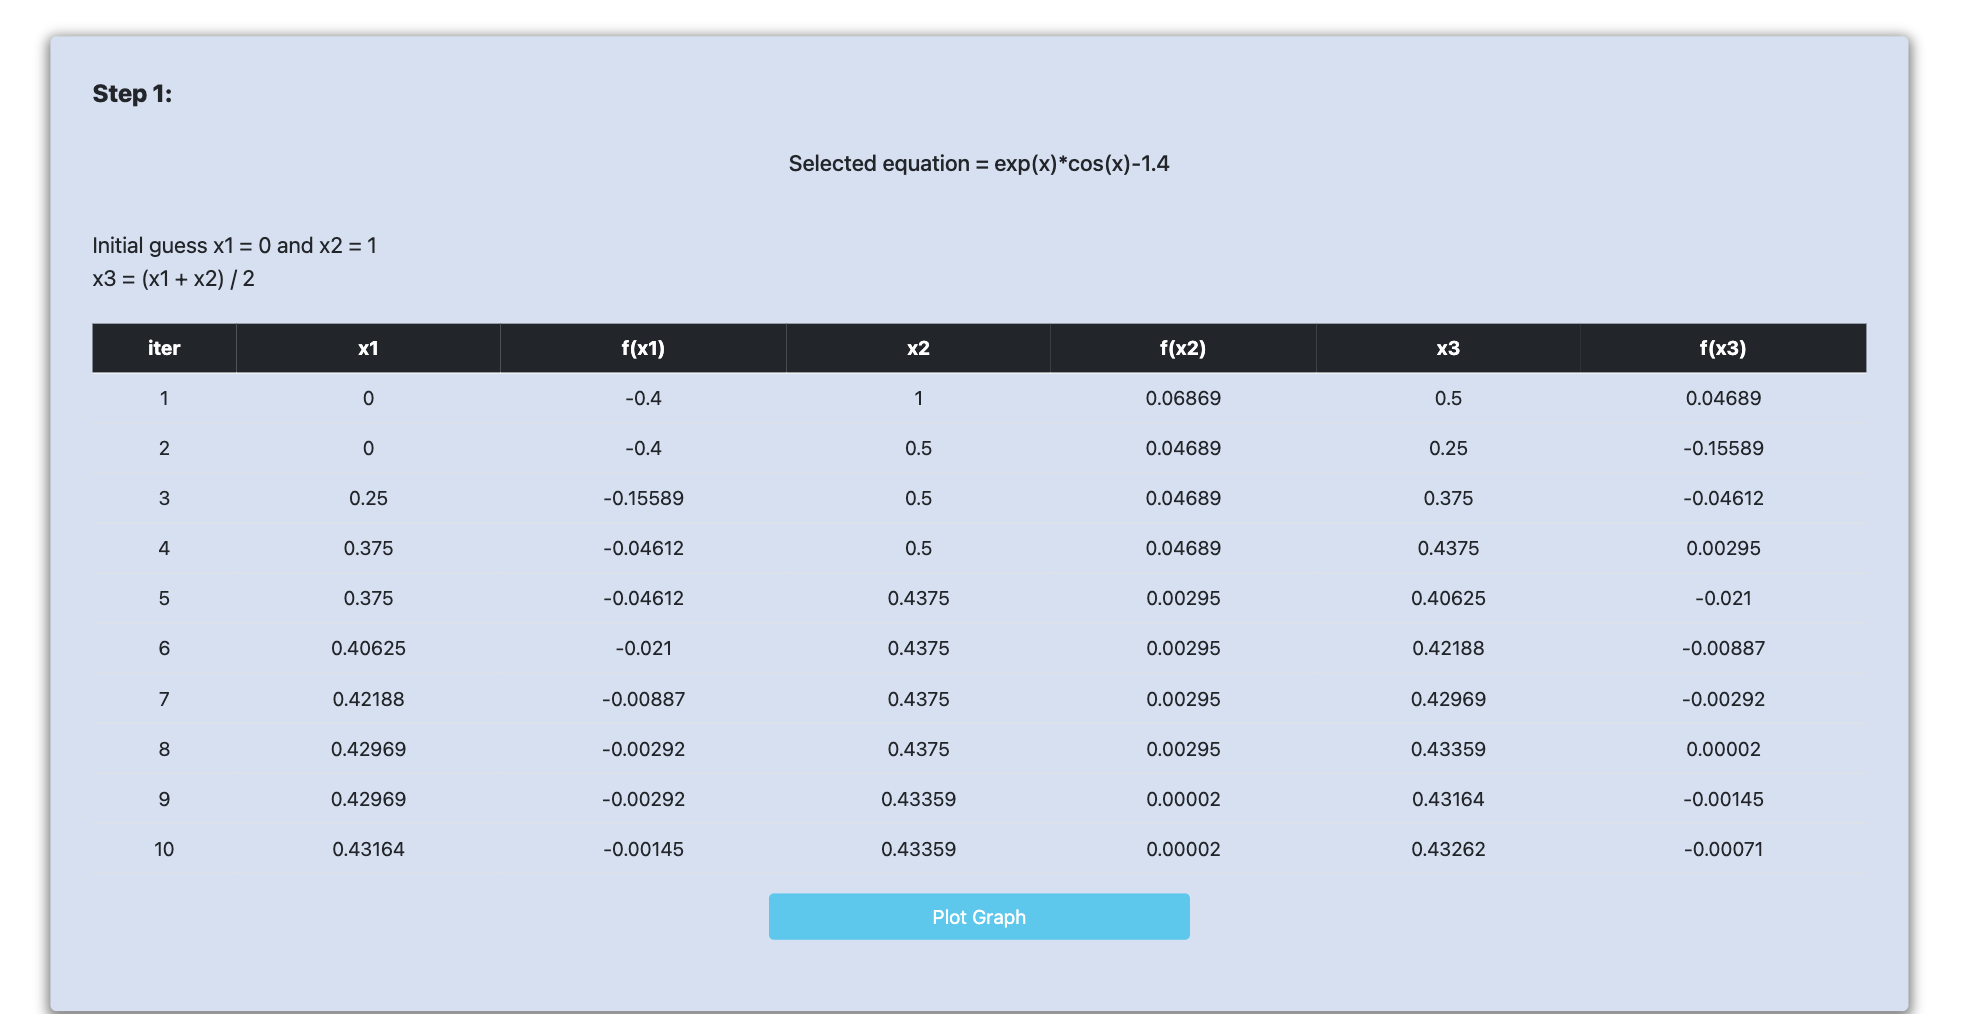 Step 1:
Selected equation = exp(x)*cos(x)-1.4
Initial guess x1 = 0 and x2 = 1
x3 = (x1 + x2) / 2
iter x1 f(x1) x2 f(x2) x3 f(x3)
1 0 -0.4 1 0.06869 0.5 0.04689
2 0 -0.4 0.5 0.04689 0.25 -0.15589
3 0.25 -0.15589 0.5 0.04689 0.375 -0.04612
4 0.375 -0.04612 0.5 0.04689 0.4375 0.00295
5 0.375 -0.04612 0.4375 0.00295 0.40625 -0.021
6 0.40625 -0.021 0.4375 0.00295 0.42188 -0.00887
7 0.42188 -0.00887 0.4375 0.00295 0.42969 -0.00292
8 0.42969 -0.00292 0.4375 0.00295 0.43359 0.00002
9 0.42969 -0.00292 0.43359 0.00002 0.43164 -0.00145
10 0.43164 -0.00145 0.43359 0.00002 0.43262 -0.00071
Plot Graph